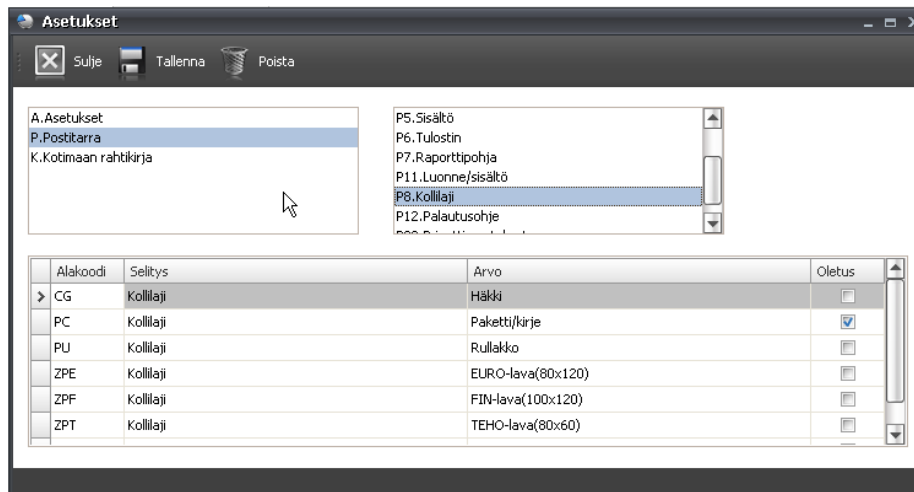 Asetukset
Sulje Tallenna Poista
A.Asetukset
P.Postitarra
K.Kotimaan rahtikirja
P5.Sisältö
P6.Tulostin
P7.Raporttipohja
P11.Luonne/sisältö
P8.Kollilaji
P12.Palautusohje
Alakoodi Selitys Arvo Oletus
CG Kollilaji Häkki
PC Kollilaji Paketti/kirje
PU Kollilaji Rullakko
ZPE Kollilaji EURO-lava(80x120)
ZPF Kollilaji FIN-lava(100x120)
ZPT Kollilaji TEHO-lava(80x60)